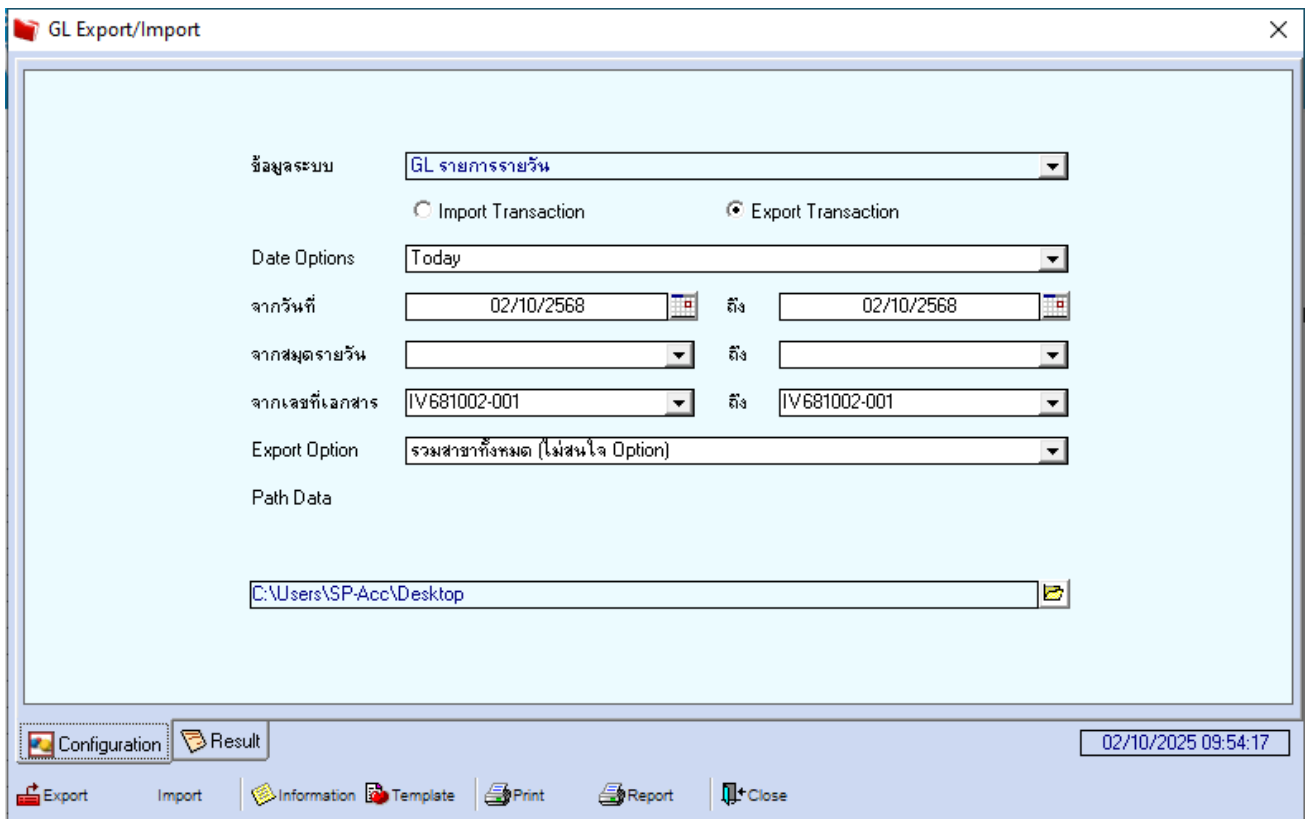 GL Export/Import
ข้อมูลระบบ GL รายการรายวัน
Import Transaction Export Transaction
Date Options Today
จากวันที่ 02/10/2568 ถึง 02/10/2568
จากสมุดรายวัน ถึง
จากเลขที่เอกสาร IV681002-001 ถึง IV681002-001
Export Option รวมสาขาทั้งหมด (ไม่สนใจ Option)
Path Data
C:\Users\SP-Acc\Desktop
Configuration Result 02/10/2025 09:54:17
Export Import Information Template Print Report Close